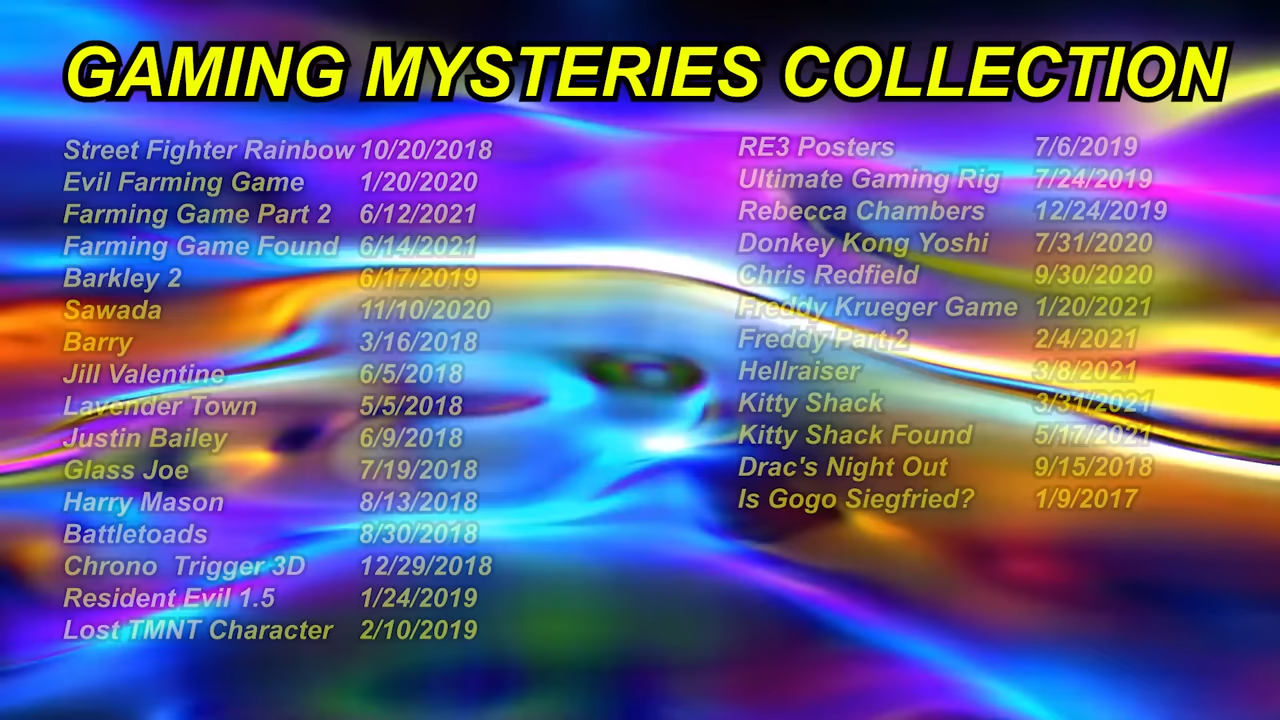 GAMING MYSTERIES COLLECTION
Street Fighter Rainbow 10/20/2018
Evil Farming Game 1/20/2020
Farming Game Part 2 6/12/2021
Farming Game Found 6/14/2021
Barkley 2 6/17/2019
Sawada 11/10/2020
Barry 3/16/2018
Jill Valentine 6/5/2018
Lavender Town 5/5/2018
Justin Bailey 6/9/2018
Glass Joe 7/19/2018
Harry Mason 8/13/2018
Battletoads 8/30/2018
Chrono  Trigger 3D 12/29/2018
Resident Evil 1.5 1/24/2019
Lost TMNT Character 2/10/2019
RE3 Posters 7/6/2019
Ultimate Gaming Rig 7/24/2019
Rebecca Chambers 12/24/2019
Donkey Kong Yoshi 7/31/2020
Chris Redfield 9/30/2020
Freddy Krueger Game 1/20/2021
Freddy Part 2 2/4/2021
Hellraiser 3/8/2021
Kitty Shack 3/31/2021
Kitty Shack Found 5/17/2021
Drac's Night Out 9/15/2018
Is Gogo Siegfried? 1/9/2017